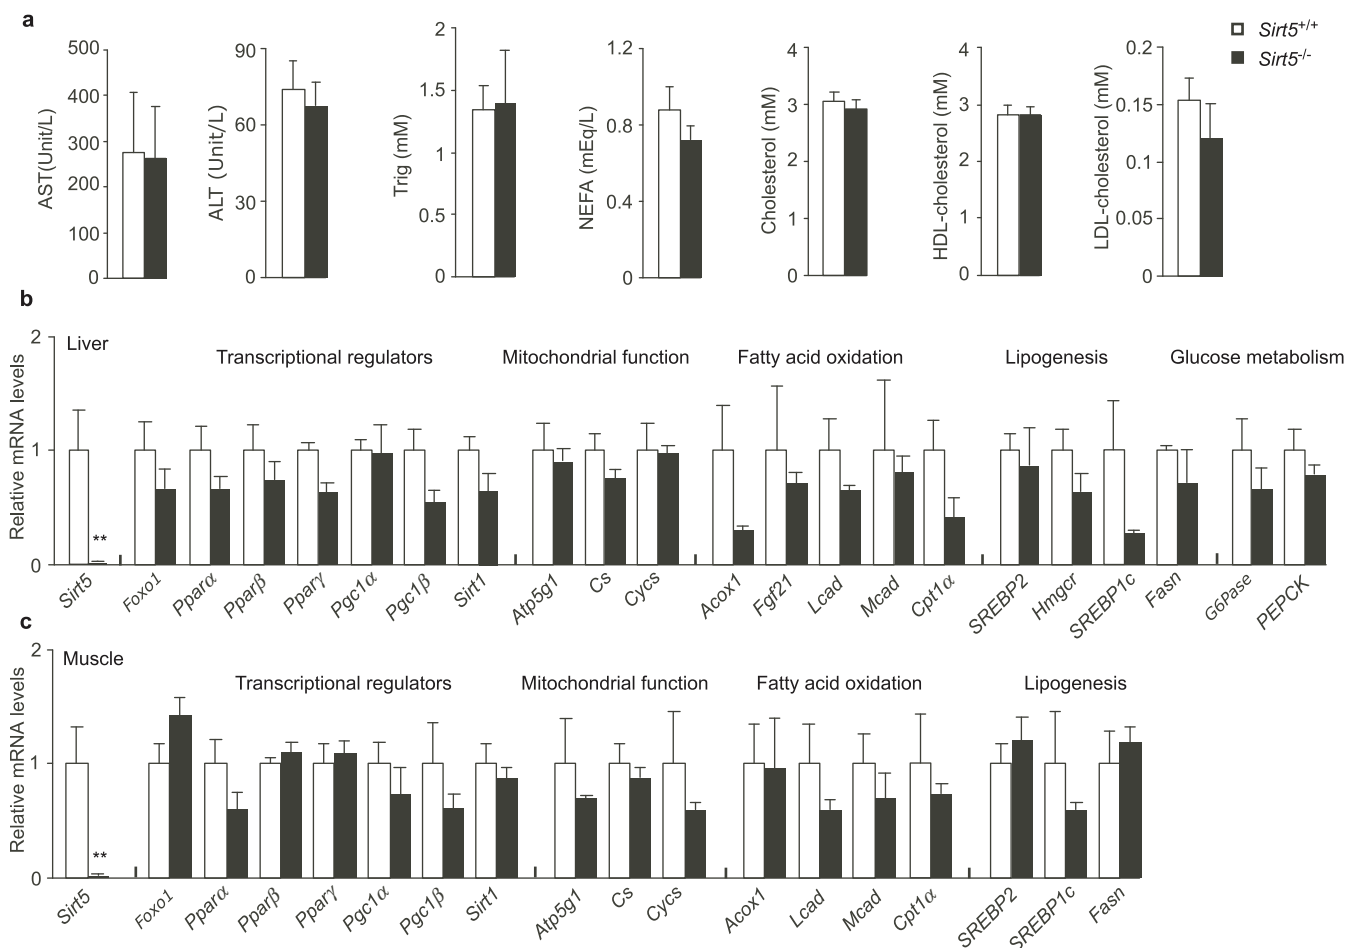 a
Sirt5+/+
Sirt5-/-
AST(Unit/L)
500
400
300
200
100
0
ALT (Unit/L)
90
60
30
0
Trig (mM)
2
1.5
1
0.5
0
NEFA (mEq/L)
1.2
0.8
0.4
0
Cholesterol (mM)
4
3
2
1
0
HDL-cholesterol (mM)
4
3
2
1
0
LDL-cholesterol (mM)
0.2
0.15
0.1
0.05
0
b
Relative mRNA levels
2
1
0
Liver
Transcriptional regulators
Mitochondrial function
Fatty acid oxidation
Lipogenesis
Glucose metabolism
**
Sirt5
Foxo1
Pparα
Pparβ
Pparγ
Pgc1α
Pgc1β
Sirt1
Atp5g1
Cs
Cycs
Acox1
Fgf21
Lcad
Mcad
Cpt1α
SREBP2
Hmgcr
SREBP1c
Fasn
G6Pase
PEPCK
c
Relative mRNA levels
2
1
0
Muscle
Transcriptional regulators
Mitochondrial function
Fatty acid oxidation
Lipogenesis
**
Sirt5
Foxo1
Pparα
Pparβ
Pparγ
Pgc1α
Pgc1β
Sirt1
Atp5g1
Cs
Cycs
Acox1
Lcad
Mcad
Cpt1α
SREBP2
SREBP1c
Fasn